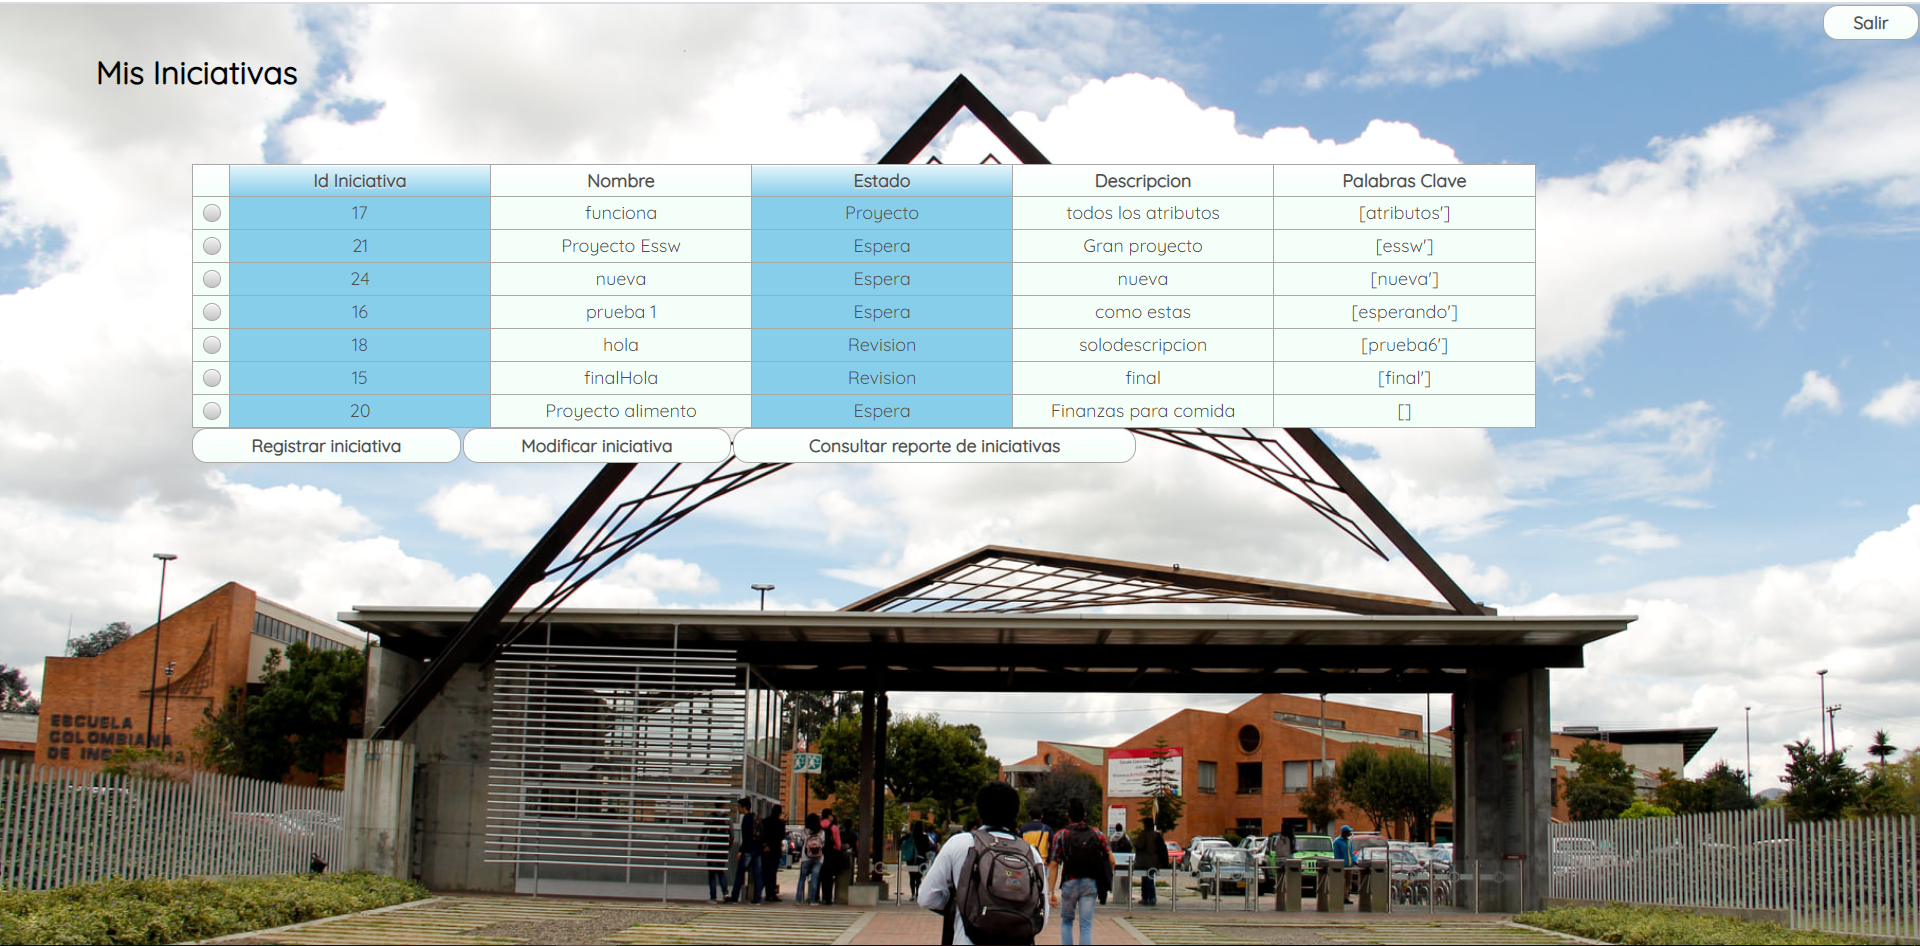 Salir
Mis Iniciativas
Id Iniciativa Nombre Estado Descripcion Palabras Clave
17 funciona Proyecto todos los atributos [atributos']
21 Proyecto Essw Espera Gran proyecto [essw']
24 nueva Espera nueva [nueva']
16 prueba 1 Espera como estas [esperando']
18 hola Revision solodescripcion [prueba6']
15 finalHola Revision final [final']
20 Proyecto alimento Espera Finanzas para comida []
Registrar iniciativa Modificar iniciativa Consultar reporte de iniciativas
ESCUELA
COLOMBIANA
DE